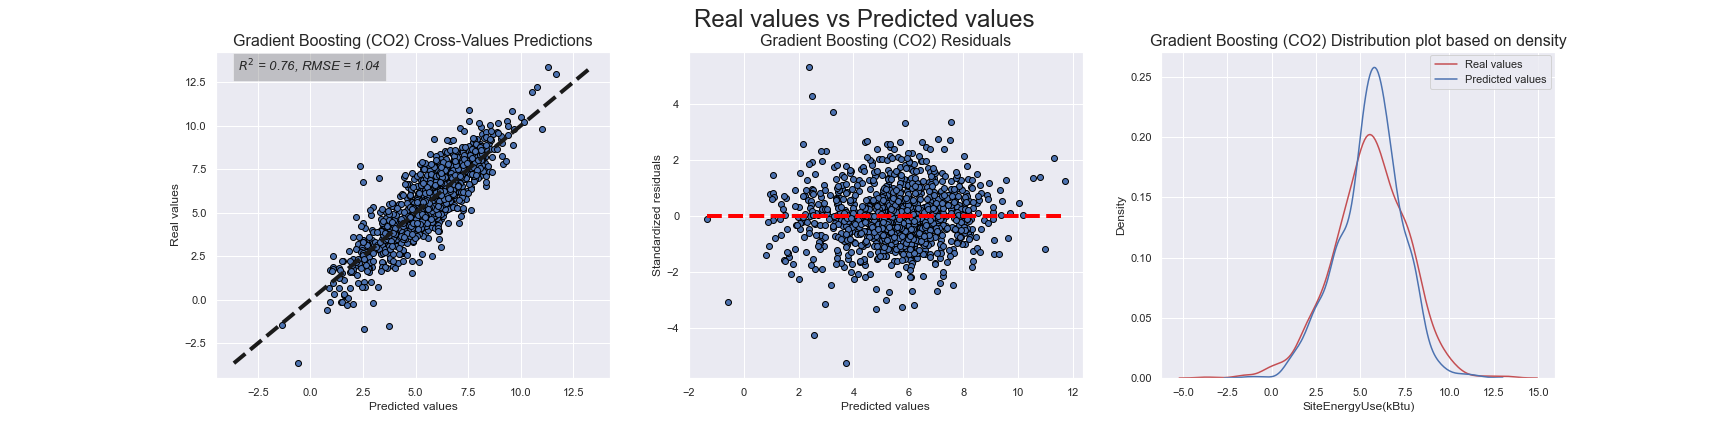 Real values vs Predicted values
Gradient Boosting (CO2) Cross-Values Predictions
R² = 0.76, RMSE = 1.04
Real values
12.5
10.0
7.5
5.0
2.5
0.0
−2.5
−2.5 0.0 2.5 5.0 7.5 10.0 12.5
Predicted values
Gradient Boosting (CO2) Residuals
Standardized residuals
4
2
0
−2
−4
−2 0 2 4 6 8 10 12
Predicted values
Gradient Boosting (CO2) Distribution plot based on density
Real values
Predicted values
Density
0.25
0.20
0.15
0.10
0.05
0.00
−5.0 −2.5 0.0 2.5 5.0 7.5 10.0 12.5 15.0
SiteEnergyUse(kBtu)